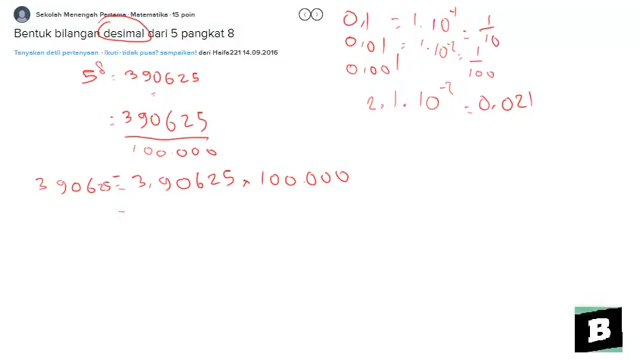 Sekolah Menengah Pertama · Matematika · 15 poin
Bentuk bilangan desimal dari 5 pangkat 8
Tanyakan detil pertanyaan · Ikuti · tidak puas? sampaikan! dari Haifa221 14.09.2016
5⁸ = 390625
= 390625
100.000
390625 = 3,90625 × 100.000
=
0,1 = 1.10⁻¹ = 1/10
0,01 = 1.10⁻² = 1/100
0,001
2,1.10⁻² = 0,021
B